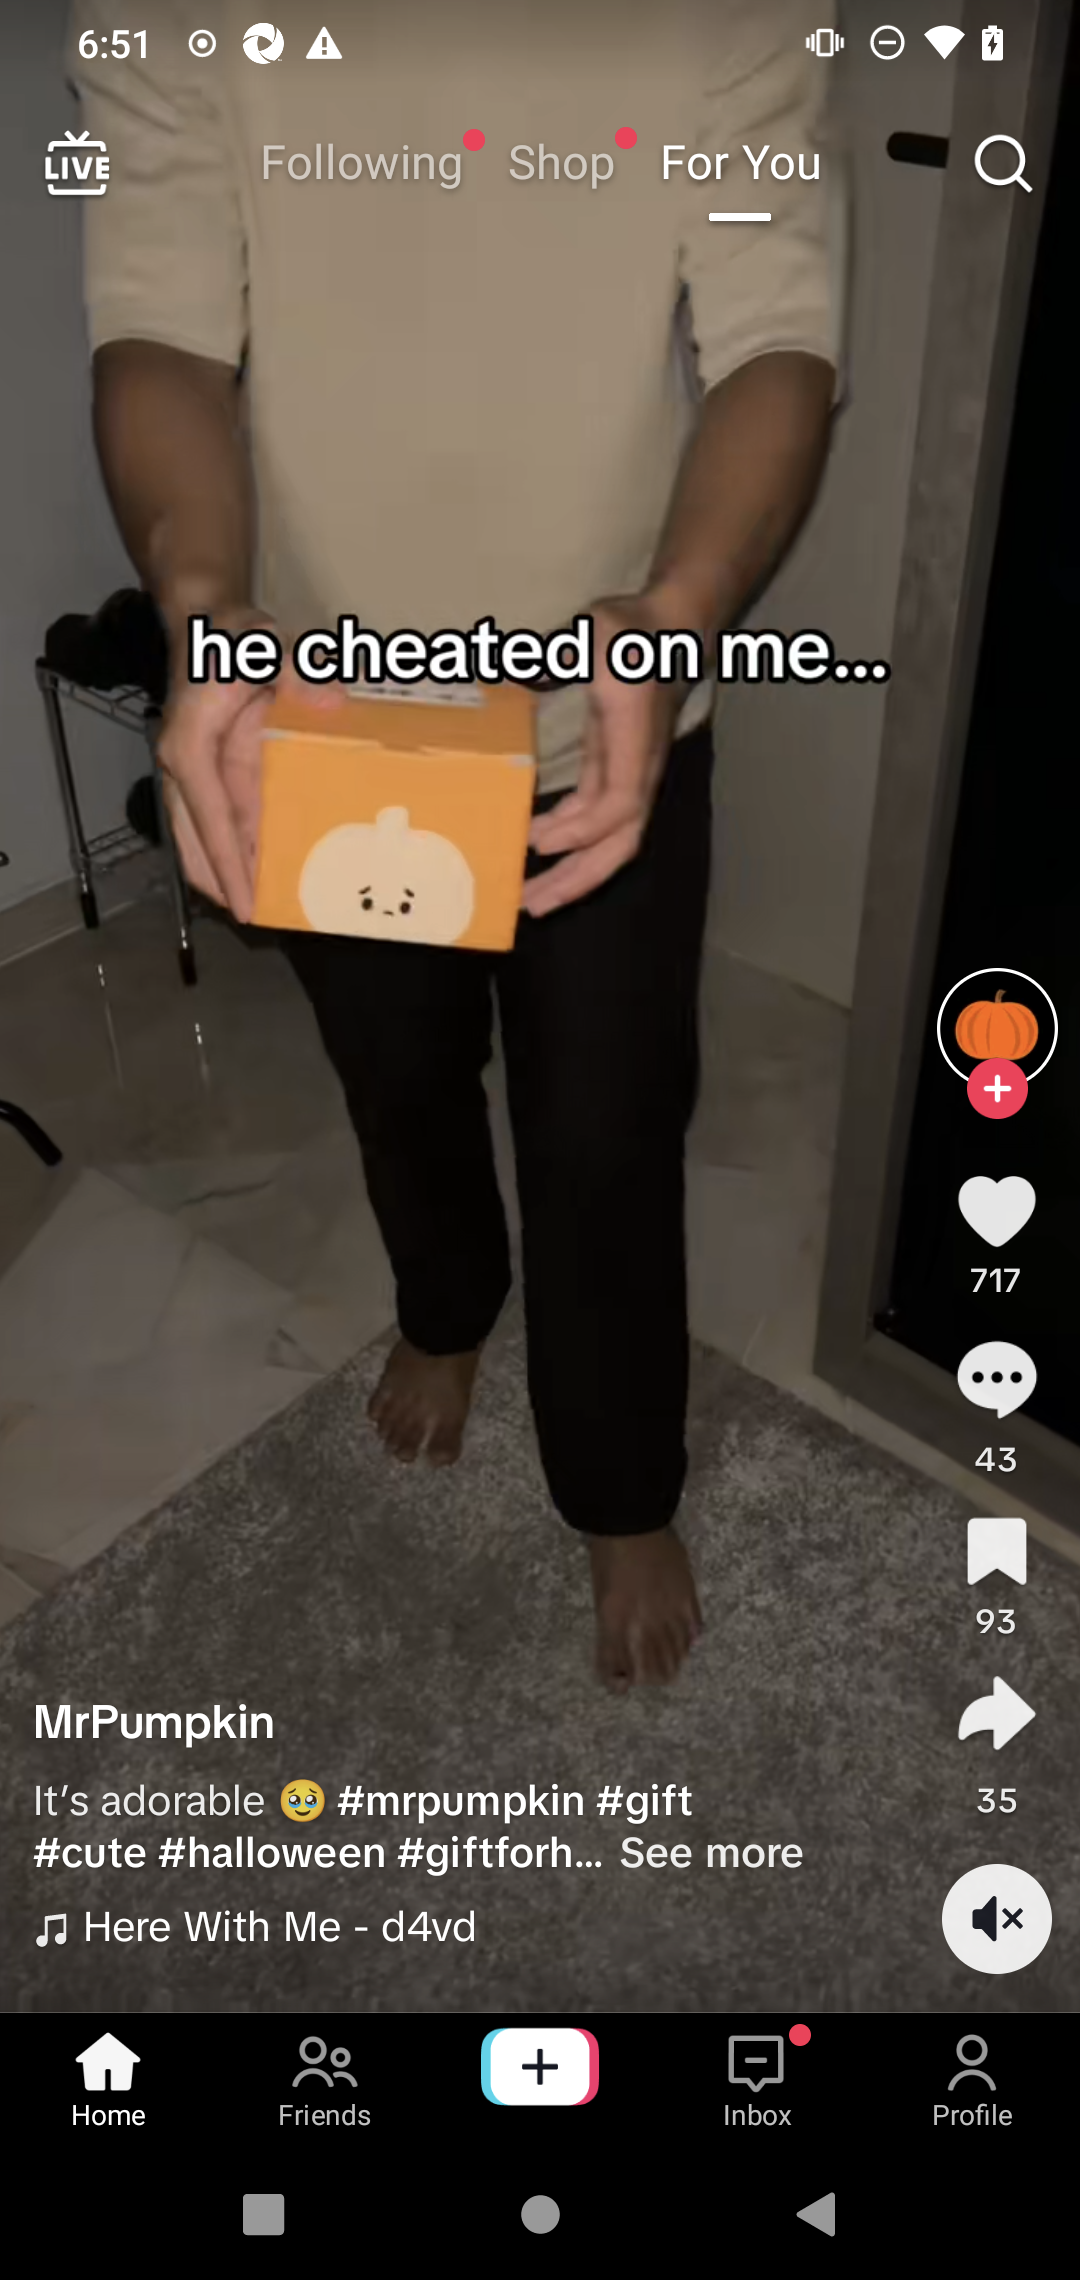 6:51
LIVE
Following
Shop
For You
he cheated on me...
717
43
93
35
MrPumpkin
It's adorable 🥹 #mrpumpkin #gift
#cute #halloween #giftforh... See more
Here With Me - d4vd
Home
Friends
Inbox
Profile